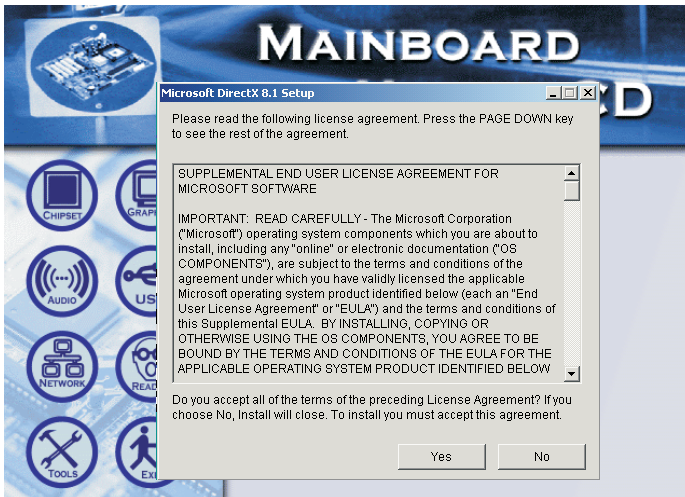 MAINBOARD
CD
Microsoft DirectX 8.1 Setup
Please read the following license agreement. Press the PAGE DOWN key
to see the rest of the agreement.
SUPPLEMENTAL END USER LICENSE AGREEMENT FOR
MICROSOFT SOFTWARE
IMPORTANT:  READ CAREFULLY - The Microsoft Corporation
("Microsoft") operating system components which you are about to
install, including any "online" or electronic documentation ("OS
COMPONENTS"), are subject to the terms and conditions of the
agreement under which you have validly licensed the applicable
Microsoft operating system product identified below (each an "End
User License Agreement" or "EULA") and the terms and conditions of
this Supplemental EULA.  BY INSTALLING, COPYING OR
OTHERWISE USING THE OS COMPONENTS, YOU AGREE TO BE
BOUND BY THE TERMS AND CONDITIONS OF THE EULA FOR THE
APPLICABLE OPERATING SYSTEM PRODUCT IDENTIFIED BELOW
Do you accept all of the terms of the preceding License Agreement? If you
choose No, Install will close. To install you must accept this agreement.
Yes
No
CHIPSET
GRAP
AUDIO
US
NETWORK
READ
TOOLS
EXI